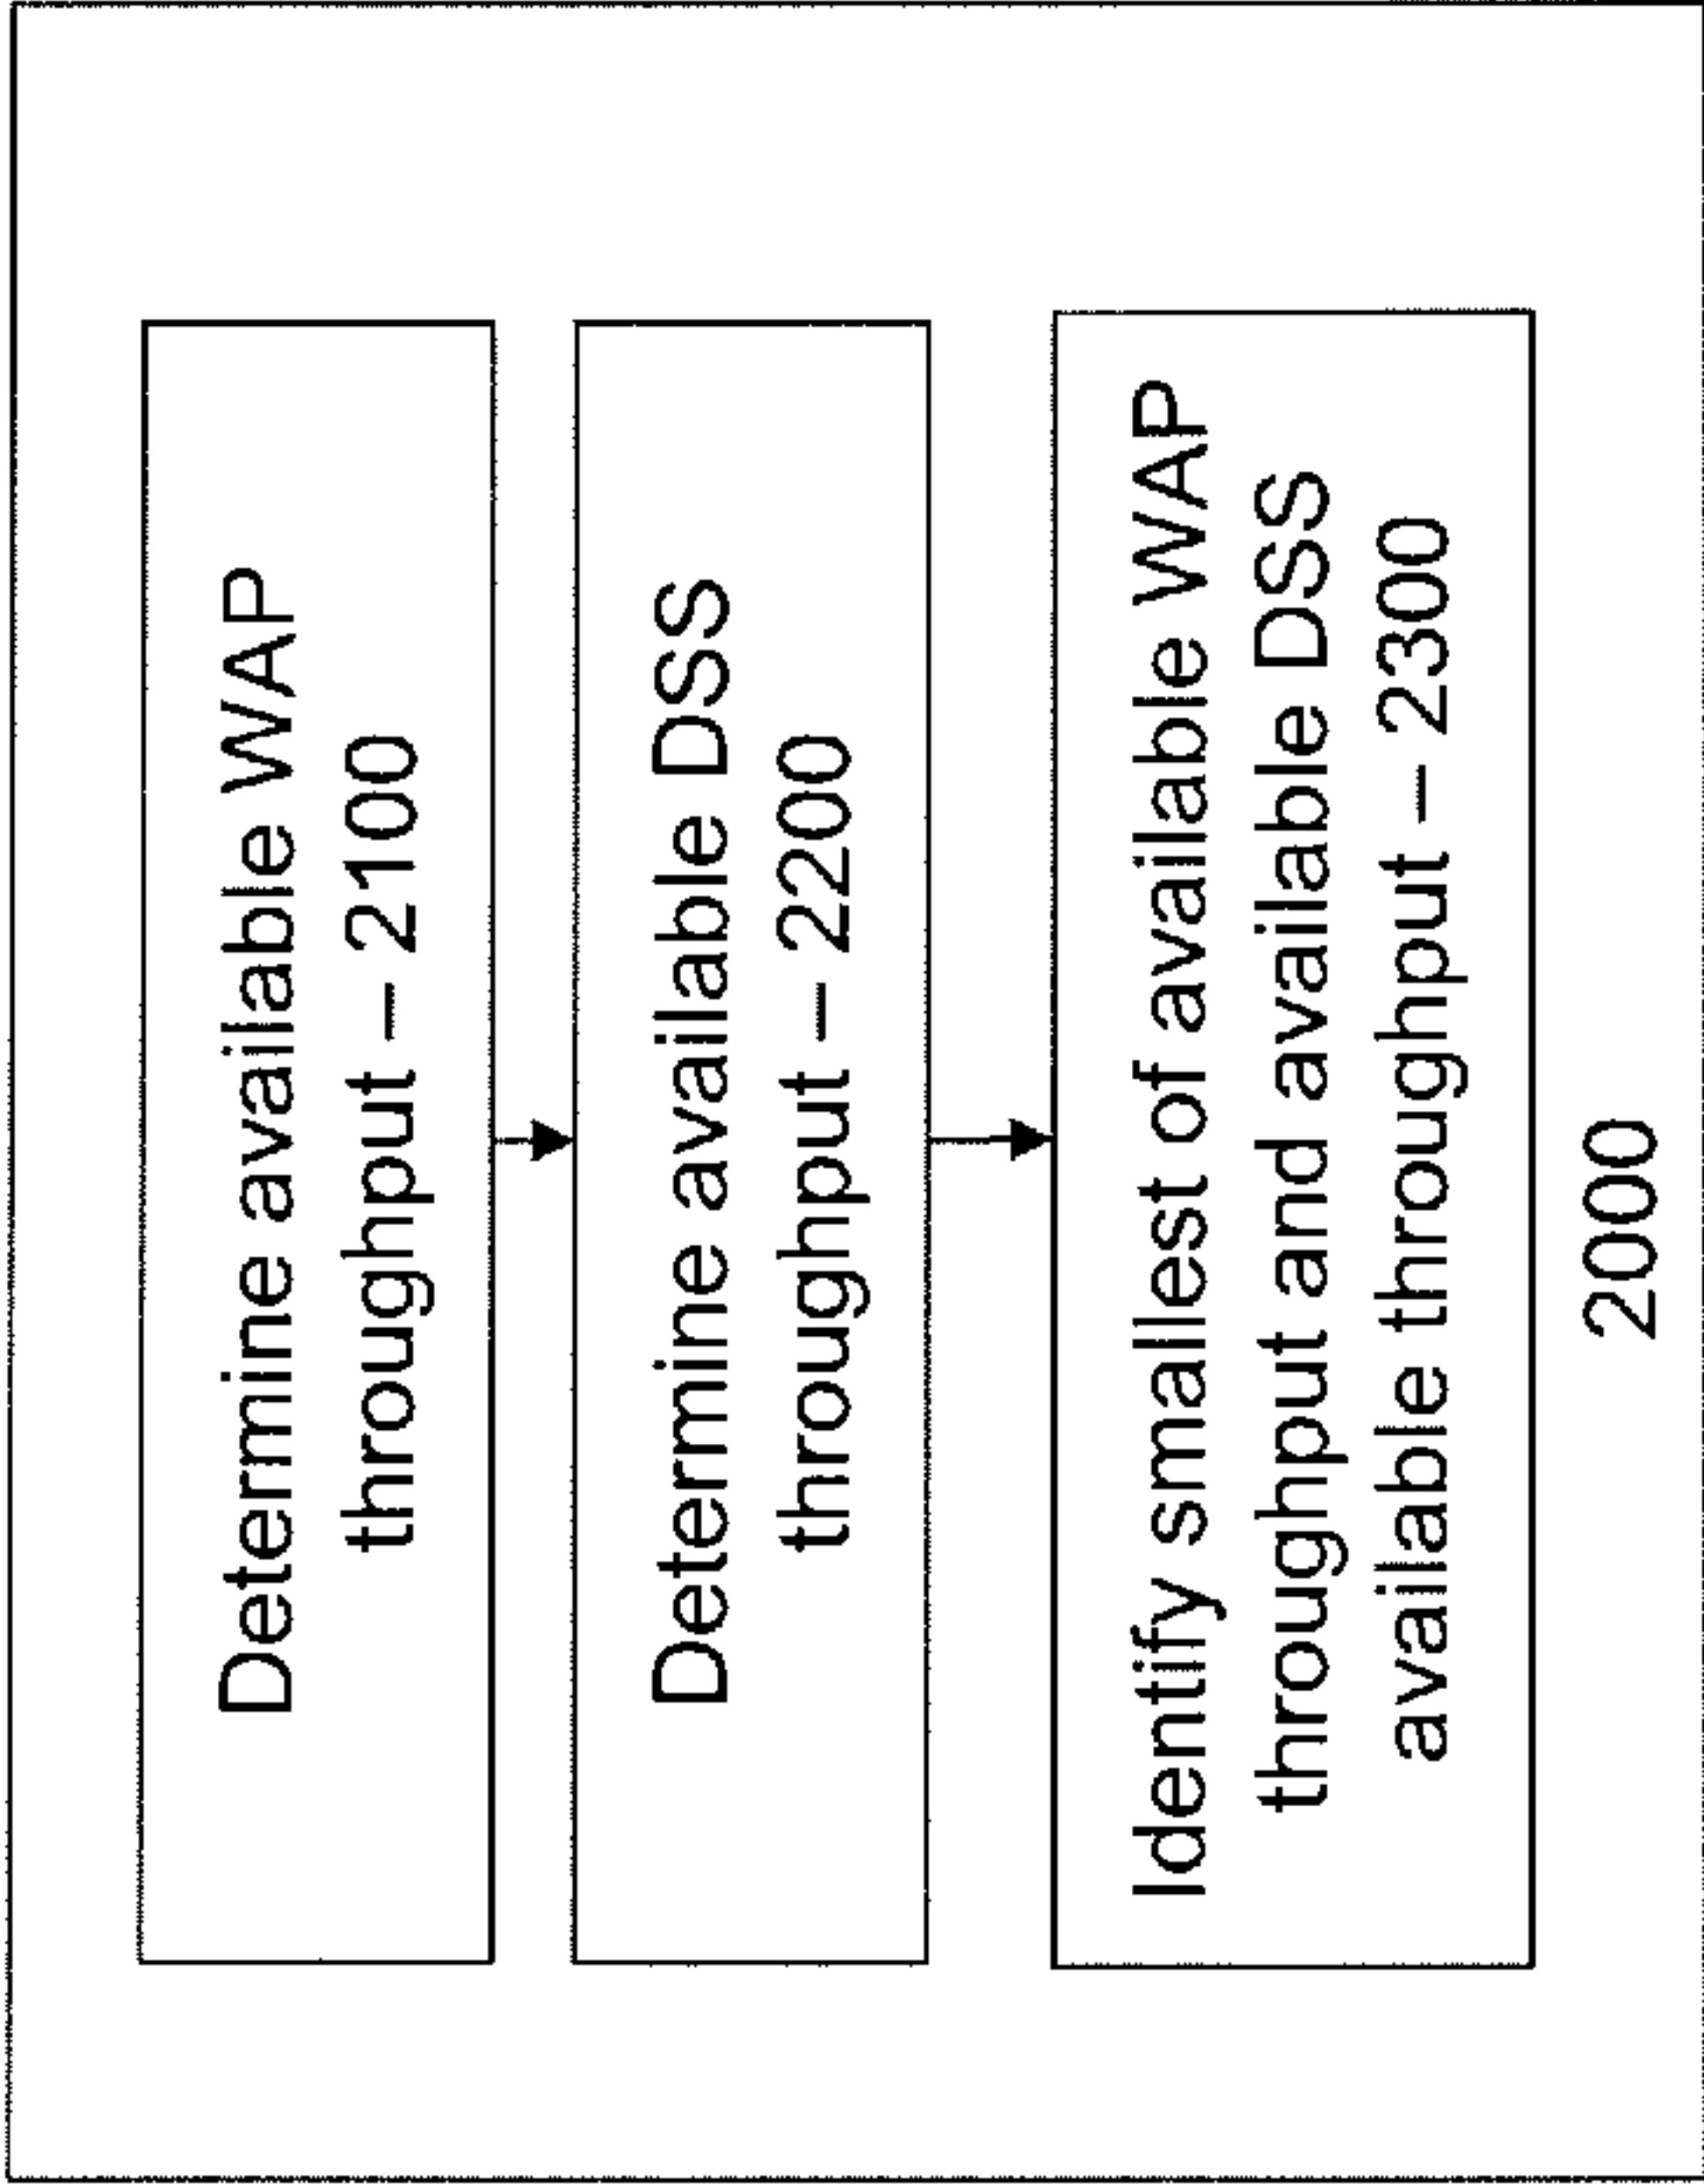 Determine available WAP
throughput – 2100
Determine available DSS
throughput – 2200
Identify smallest of available WAP
throughput and available DSS
available throughput – 2300
2000